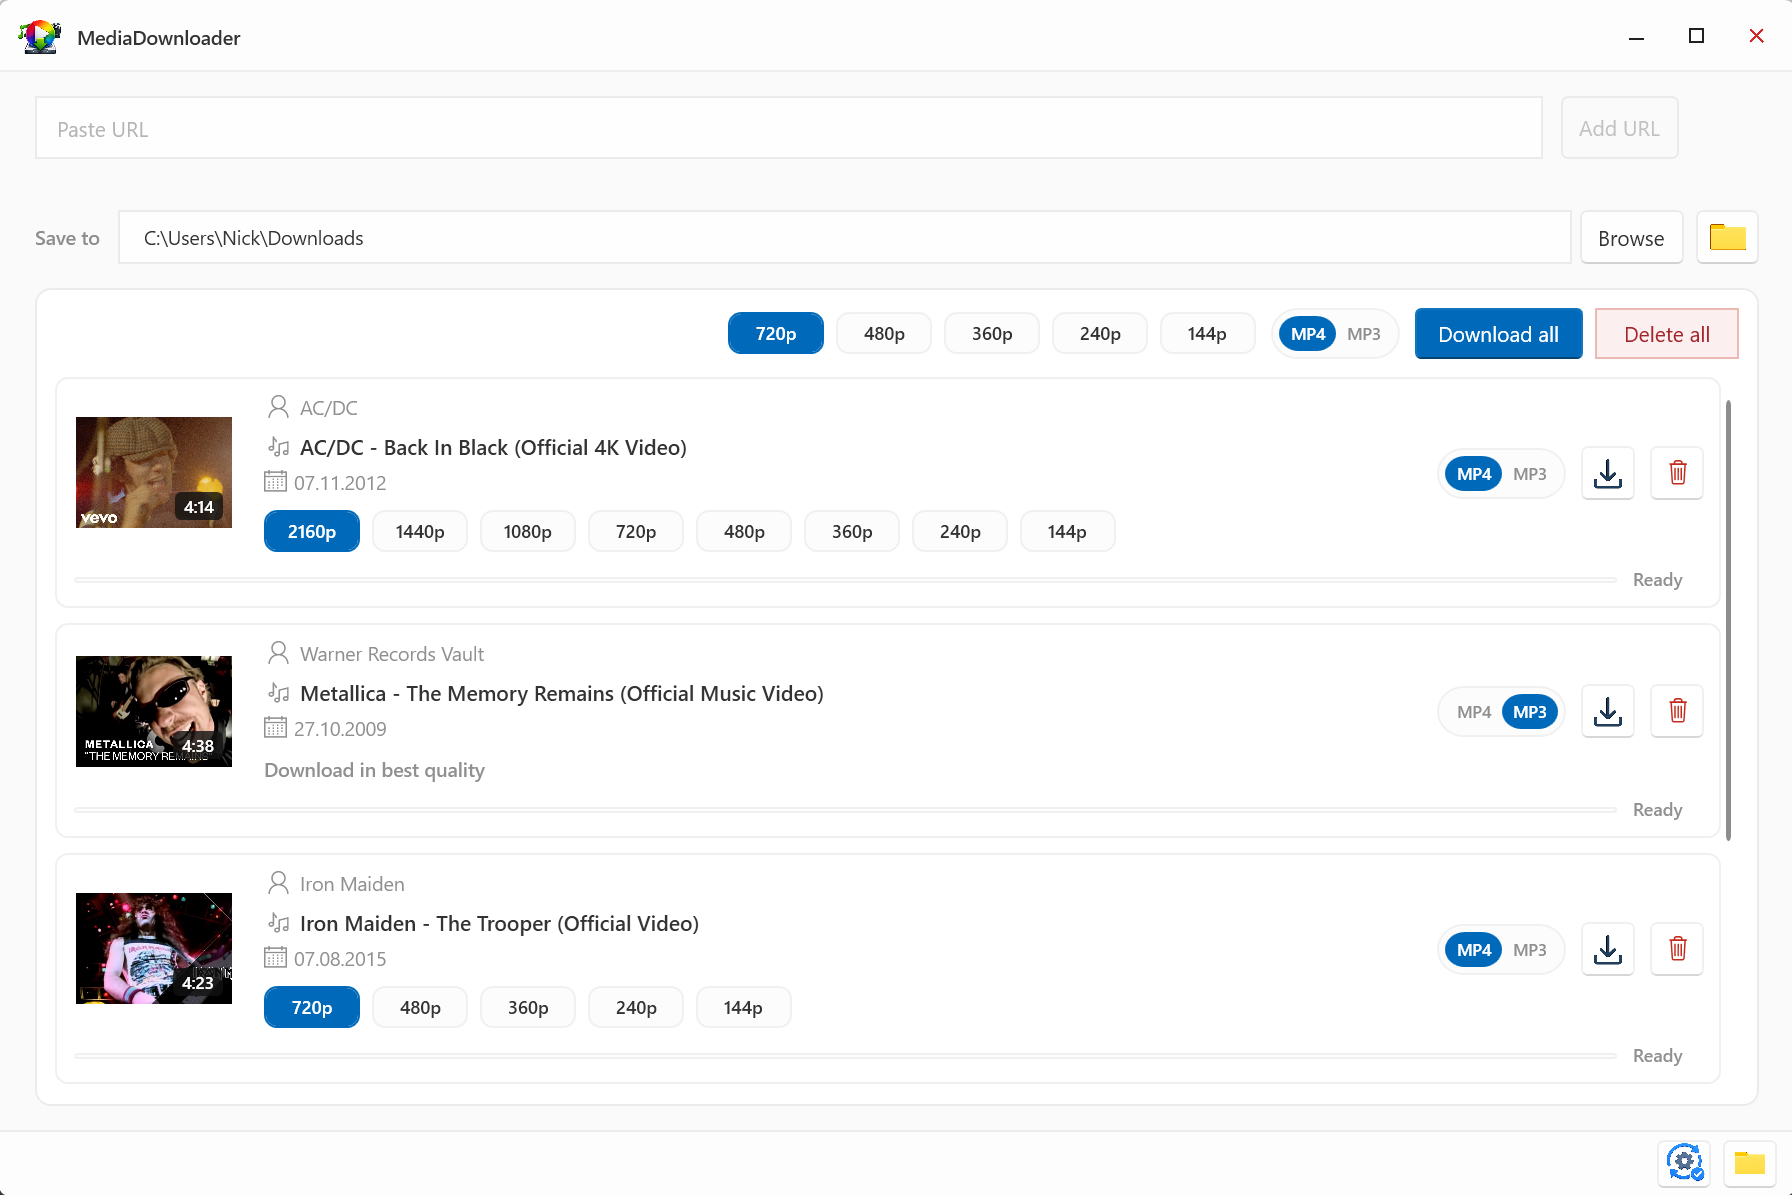 MediaDownloader
Paste URL
Add URL
Save to
C:\Users\Nick\Downloads
Browse
720p 480p 360p 240p 144p MP4 MP3 Download all Delete all
AC/DC
AC/DC - Back In Black (Official 4K Video)
07.11.2012
vevo
4:14
MP4 MP3
2160p 1440p 1080p 720p 480p 360p 240p 144p
Ready
Warner Records Vault
Metallica - The Memory Remains (Official Music Video)
27.10.2009
METALLICA
"THE MEMORY
4:38
MP4 MP3
Download in best quality
Ready
Iron Maiden
Iron Maiden - The Trooper (Official Video)
07.08.2015
4:23
MP4 MP3
720p 480p 360p 240p 144p
Ready